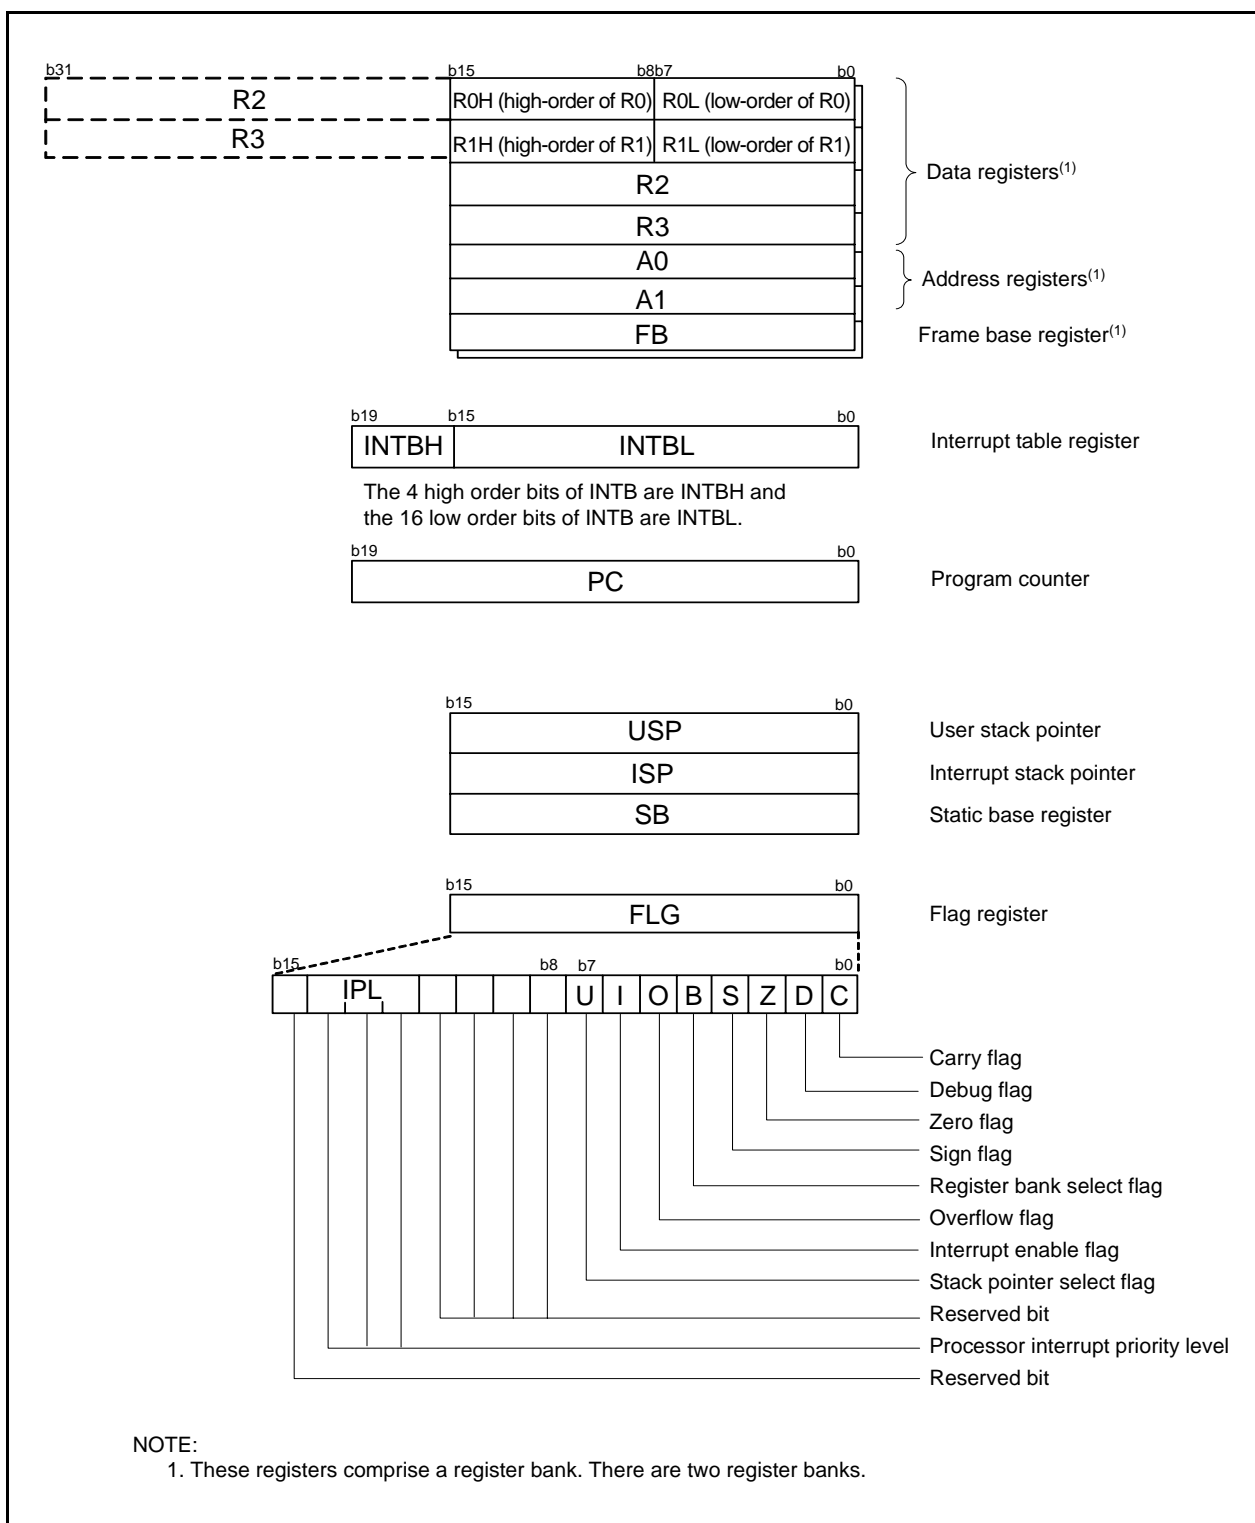 b31 b15 b8b7 b0
R2 R0H (high-order of R0) R0L (low-order of R0)
R3 R1H (high-order of R1) R1L (low-order of R1)
Data registers(1)
R2
R3
A0
Address registers(1)
A1
FB Frame base register(1)
b19 b15 b0
INTBH INTBL Interrupt table register
The 4 high order bits of INTB are INTBH and
the 16 low order bits of INTB are INTBL.
b19 b0
PC Program counter
b15 b0
USP User stack pointer
ISP Interrupt stack pointer
SB Static base register
b15 b0
FLG Flag register
b15 b8 b7 b0
IPL U I O B S Z D C
Carry flag
Debug flag
Zero flag
Sign flag
Register bank select flag
Overflow flag
Interrupt enable flag
Stack pointer select flag
Reserved bit
Processor interrupt priority level
Reserved bit
NOTE:
1. These registers comprise a register bank. There are two register banks.